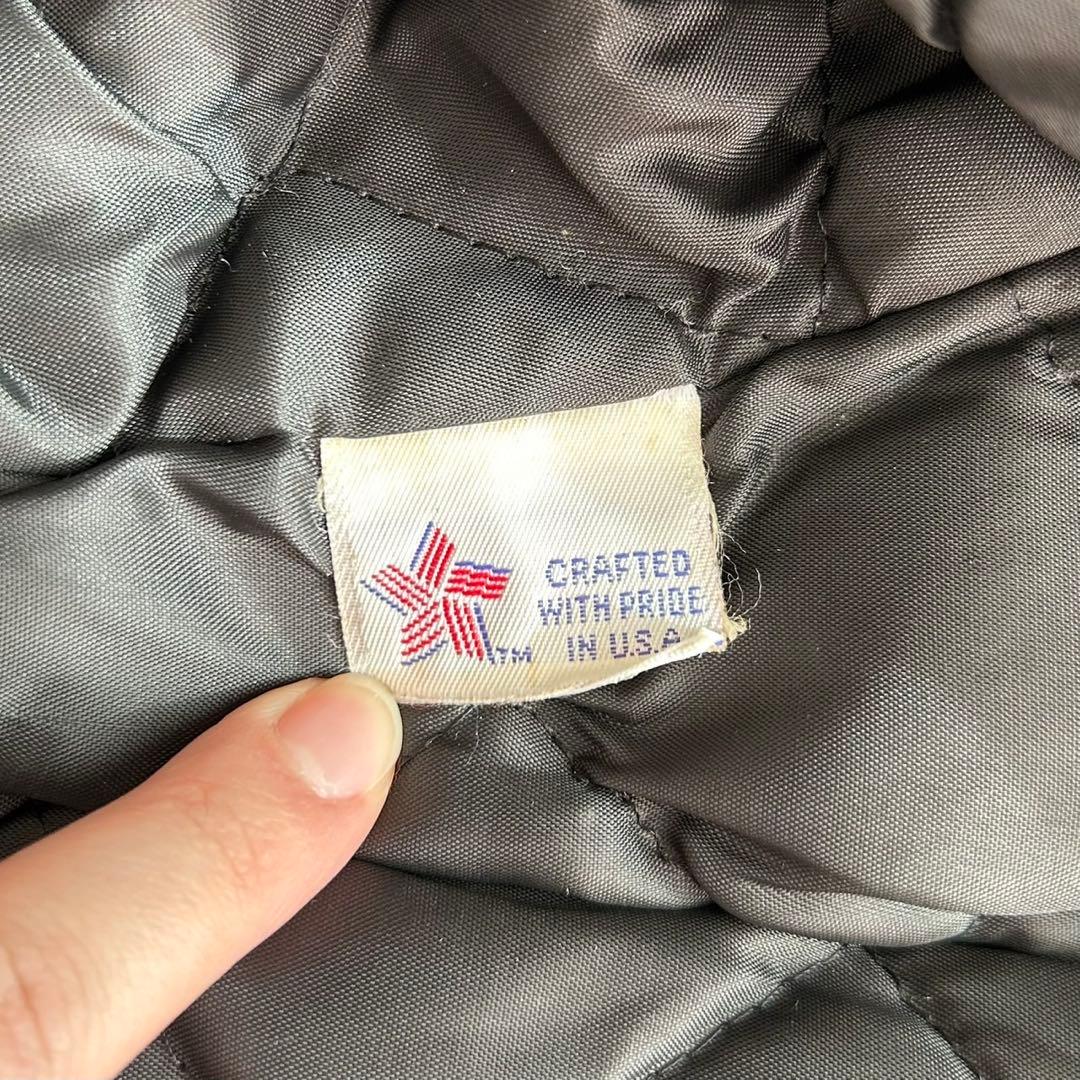 CRAFTED
WITH PRIDE
IN U.S.A
TM